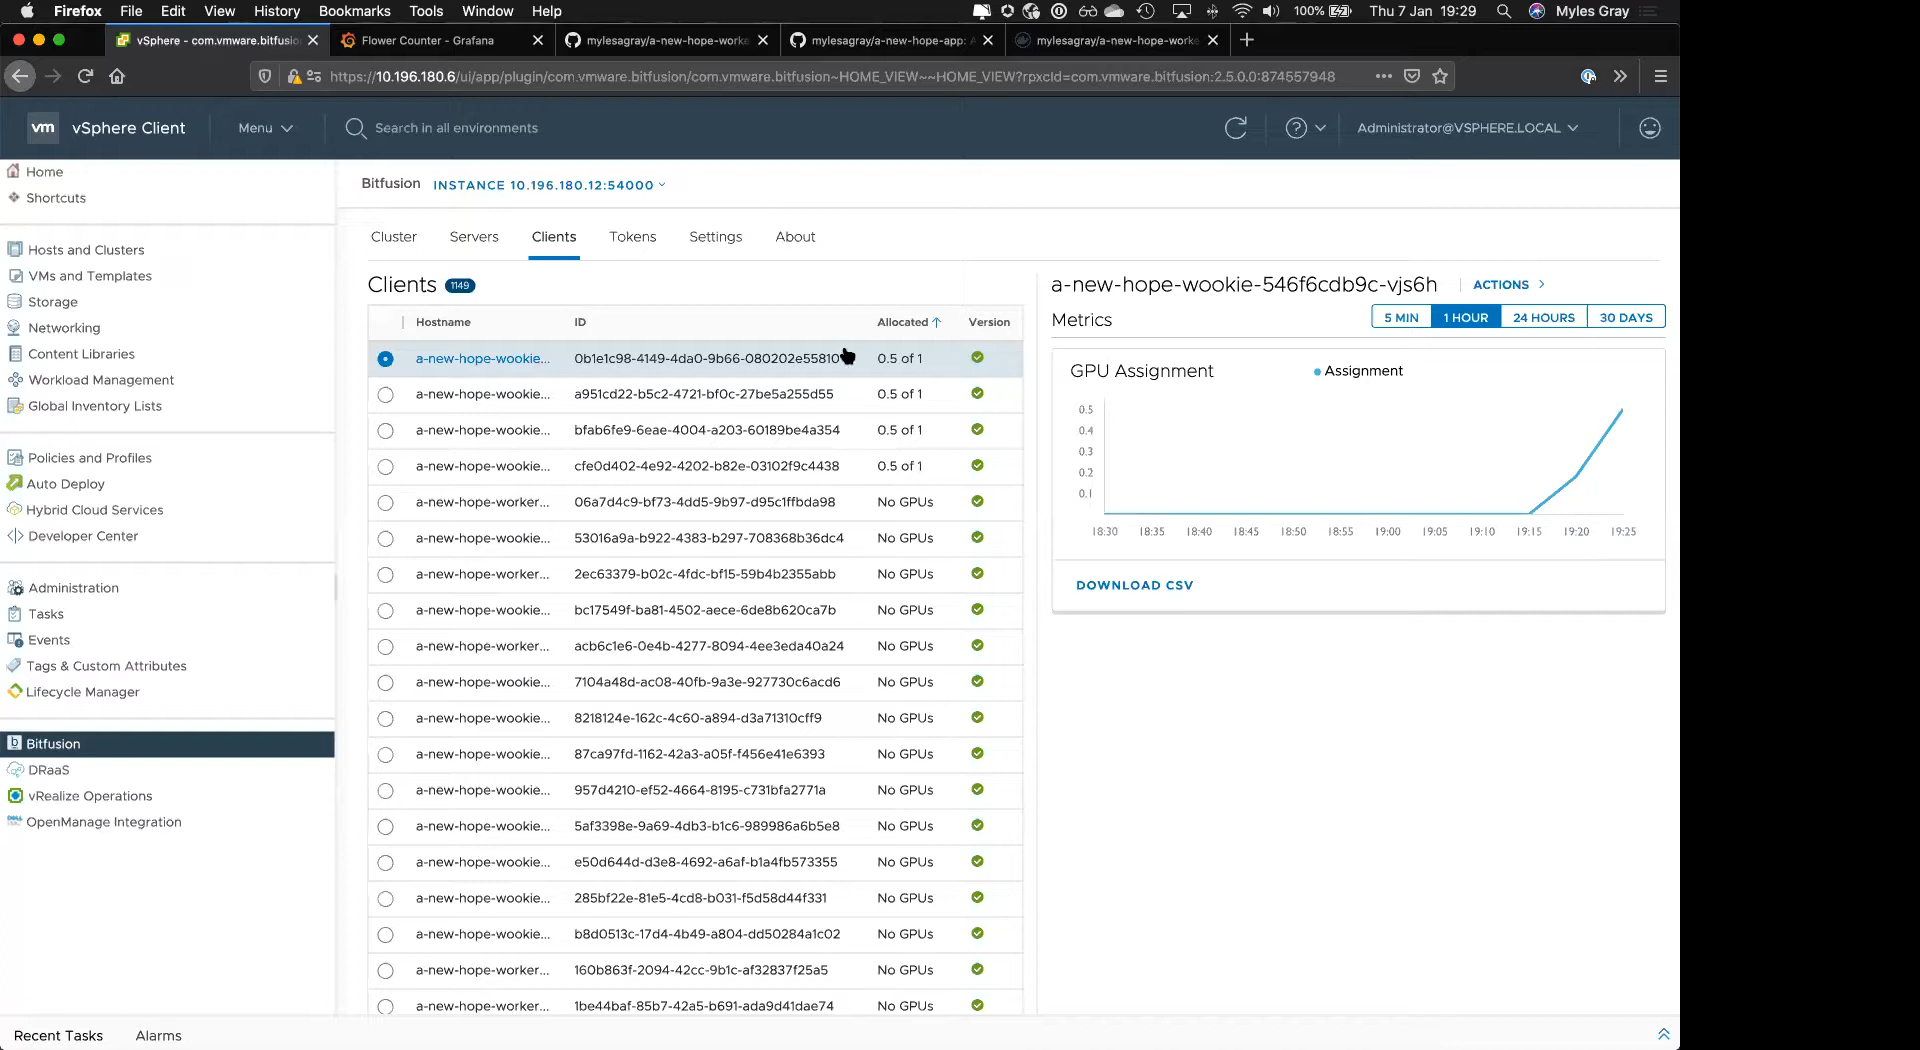 Firefox File Edit View History Bookmarks Tools Window Help 100% Thu 7 Jan 19:29 Myles Gray
vSphere - com.vmware.bitfusio Flower Counter - Grafana mylesagray/a-new-hope-worke mylesagray/a-new-hope-app: A mylesagray/a-new-hope-worke
https://10.196.180.6/ui/app/plugin/com.vmware.bitfusion/com.vmware.bitfusion~HOME_VIEW~~HOME_VIEW?rpxcId=com.vmware.bitfusion:2.5.0.0:874557948
vm vSphere Client Menu Search in all environments Administrator@VSPHERE.LOCAL
Home
Shortcuts
Hosts and Clusters
VMs and Templates
Storage
Networking
Content Libraries
Workload Management
Global Inventory Lists
Policies and Profiles
Auto Deploy
Hybrid Cloud Services
Developer Center
Administration
Tasks
Events
Tags & Custom Attributes
Lifecycle Manager
Bitfusion
DRaaS
vRealize Operations
OpenManage Integration
Bitfusion INSTANCE 10.196.180.12:54000
Cluster Servers Clients Tokens Settings About
Clients 1149
Hostname ID Allocated Version
a-new-hope-wookie... 0b1e1c98-4149-4da0-9b66-080202e55810 0.5 of 1
a-new-hope-wookie... a951cd22-b5c2-4721-bf0c-27be5a255d55 0.5 of 1
a-new-hope-wookie... bfab6fe9-6eae-4004-a203-60189be4a354 0.5 of 1
a-new-hope-wookie... cfe0d402-4e92-4202-b82e-03102f9c4438 0.5 of 1
a-new-hope-worker... 06a7d4c9-bf73-4dd5-9b97-d95c1ffbda98 No GPUs
a-new-hope-wookie... 53016a9a-b922-4383-b297-708368b36dc4 No GPUs
a-new-hope-worker... 2ec63379-b02c-4fdc-bf15-59b4b2355abb No GPUs
a-new-hope-wookie... bc17549f-ba81-4502-aece-6de8b620ca7b No GPUs
a-new-hope-worker... acb6c1e6-0e4b-4277-8094-4ee3eda40a24 No GPUs
a-new-hope-wookie... 7104a48d-ac08-40fb-9a3e-927730c6acd6 No GPUs
a-new-hope-wookie... 8218124e-162c-4c60-a894-d3a71310cff9 No GPUs
a-new-hope-wookie... 87ca97fd-1162-42a3-a05f-f456e41e6393 No GPUs
a-new-hope-wookie... 957d4210-ef52-4664-8195-c731bfa2771a No GPUs
a-new-hope-wookie... 5af3398e-9a69-4db3-b1c6-989986a6b5e8 No GPUs
a-new-hope-wookie... e50d644d-d3e8-4692-a6af-b1a4fb573355 No GPUs
a-new-hope-wookie... 285bf22e-81e5-4cd8-b031-f5d58d44f331 No GPUs
a-new-hope-wookie... b8d0513c-17d4-4b49-a804-dd50284a1c02 No GPUs
a-new-hope-worker... 160b863f-2094-42cc-9b1c-af32837f25a5 No GPUs
a-new-hope-worker... 1be44baf-85b7-42a5-b691-ada9d41dae74 No GPUs
a-new-hope-wookie-546f6cdb9c-vjs6h ACTIONS
Metrics 5 MIN 1 HOUR 24 HOURS 30 DAYS
GPU Assignment Assignment
0.5
0.4
0.3
0.2
0.1
18:30 18:35 18:40 18:45 18:50 18:55 19:00 19:05 19:10 19:15 19:20 19:25
DOWNLOAD CSV
Recent Tasks Alarms